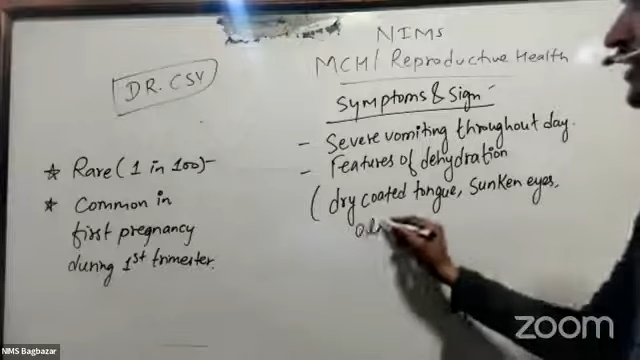 NIMS
MCH/ Reproductive Health
DR. CSV
Symptoms & Sign
- Severe vomiting throughout day.
- Features of dehydration
( dry coated tongue, Sunken eyes,
* Rare (1 in 100)-
* Common in
first pregnancy
during 1st trimester.
zoom
NIMS Bagbazar